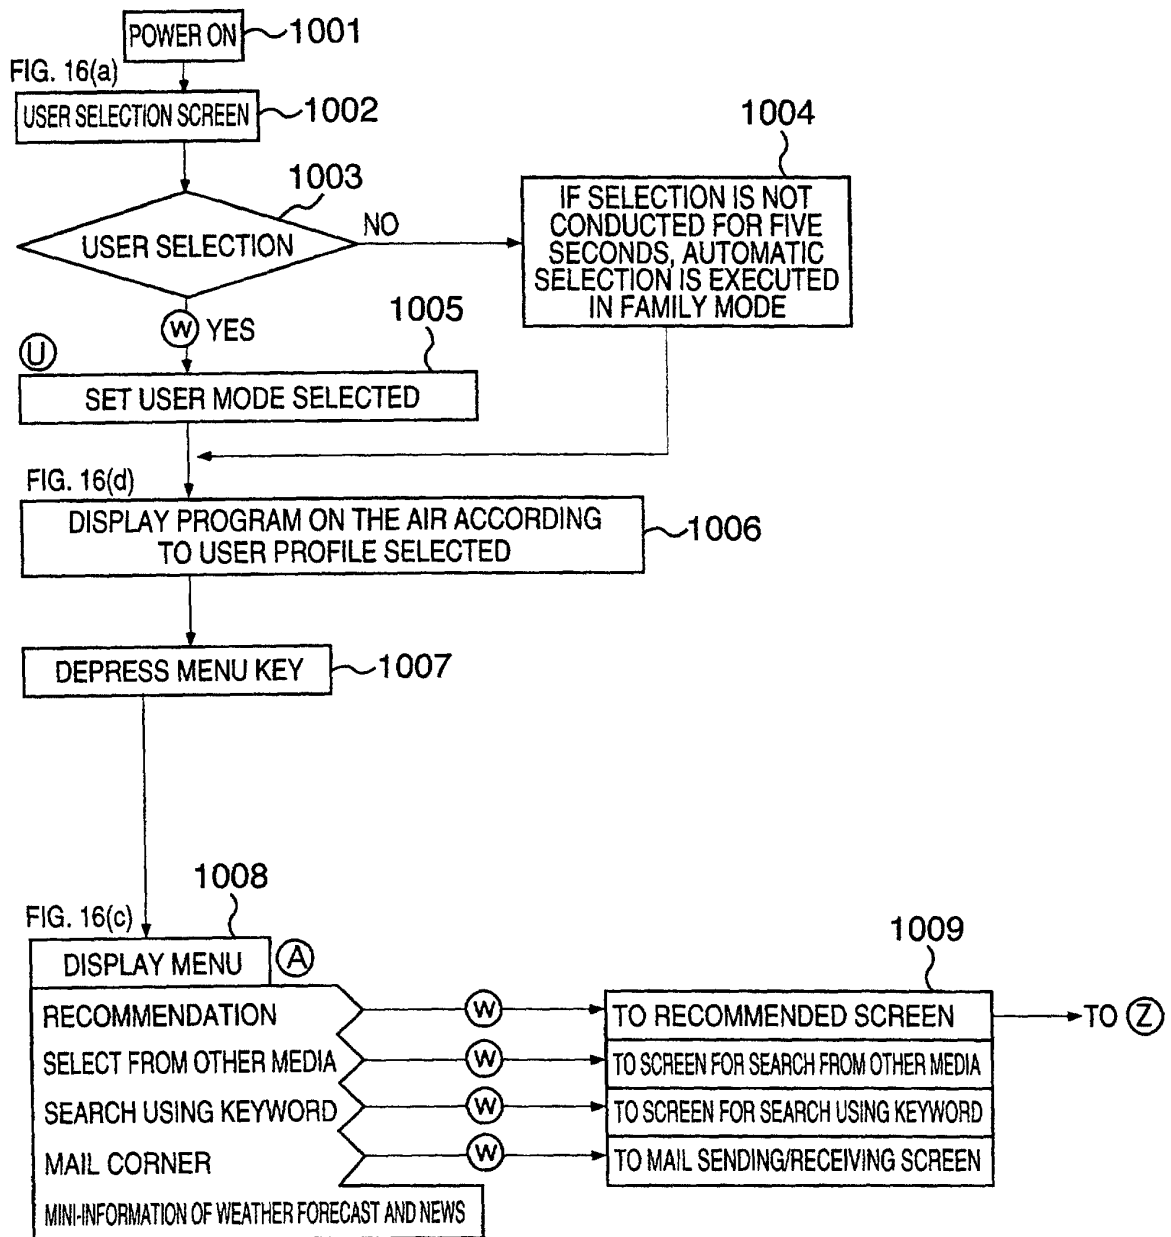 POWER ON
1001
FIG. 16(a)
USER SELECTION SCREEN
1002
1003
USER SELECTION
NO
1004
IF SELECTION IS NOT
CONDUCTED FOR FIVE
SECONDS, AUTOMATIC
SELECTION IS EXECUTED
IN FAMILY MODE
W YES
U
1005
SET USER MODE SELECTED
FIG. 16(d)
DISPLAY PROGRAM ON THE AIR ACCORDING
TO USER PROFILE SELECTED
1006
DEPRESS MENU KEY
1007
1008
FIG. 16(c)
DISPLAY MENU
A
1009
RECOMMENDATION
W
TO RECOMMENDED SCREEN
TO Z
SELECT FROM OTHER MEDIA
W
TO SCREEN FOR SEARCH FROM OTHER MEDIA
SEARCH USING KEYWORD
W
TO SCREEN FOR SEARCH USING KEYWORD
MAIL CORNER
W
TO MAIL SENDING/RECEIVING SCREEN
MINI-INFORMATION OF WEATHER FORECAST AND NEWS